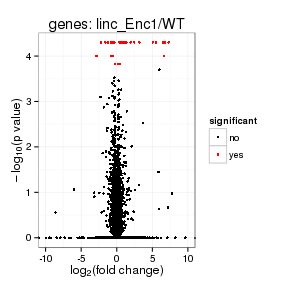 genes: linc_Enc1/WT
4
3
2
1
0
−log10(p value)
-10 -5 0 5 10
log2(fold change)
significant
no
yes